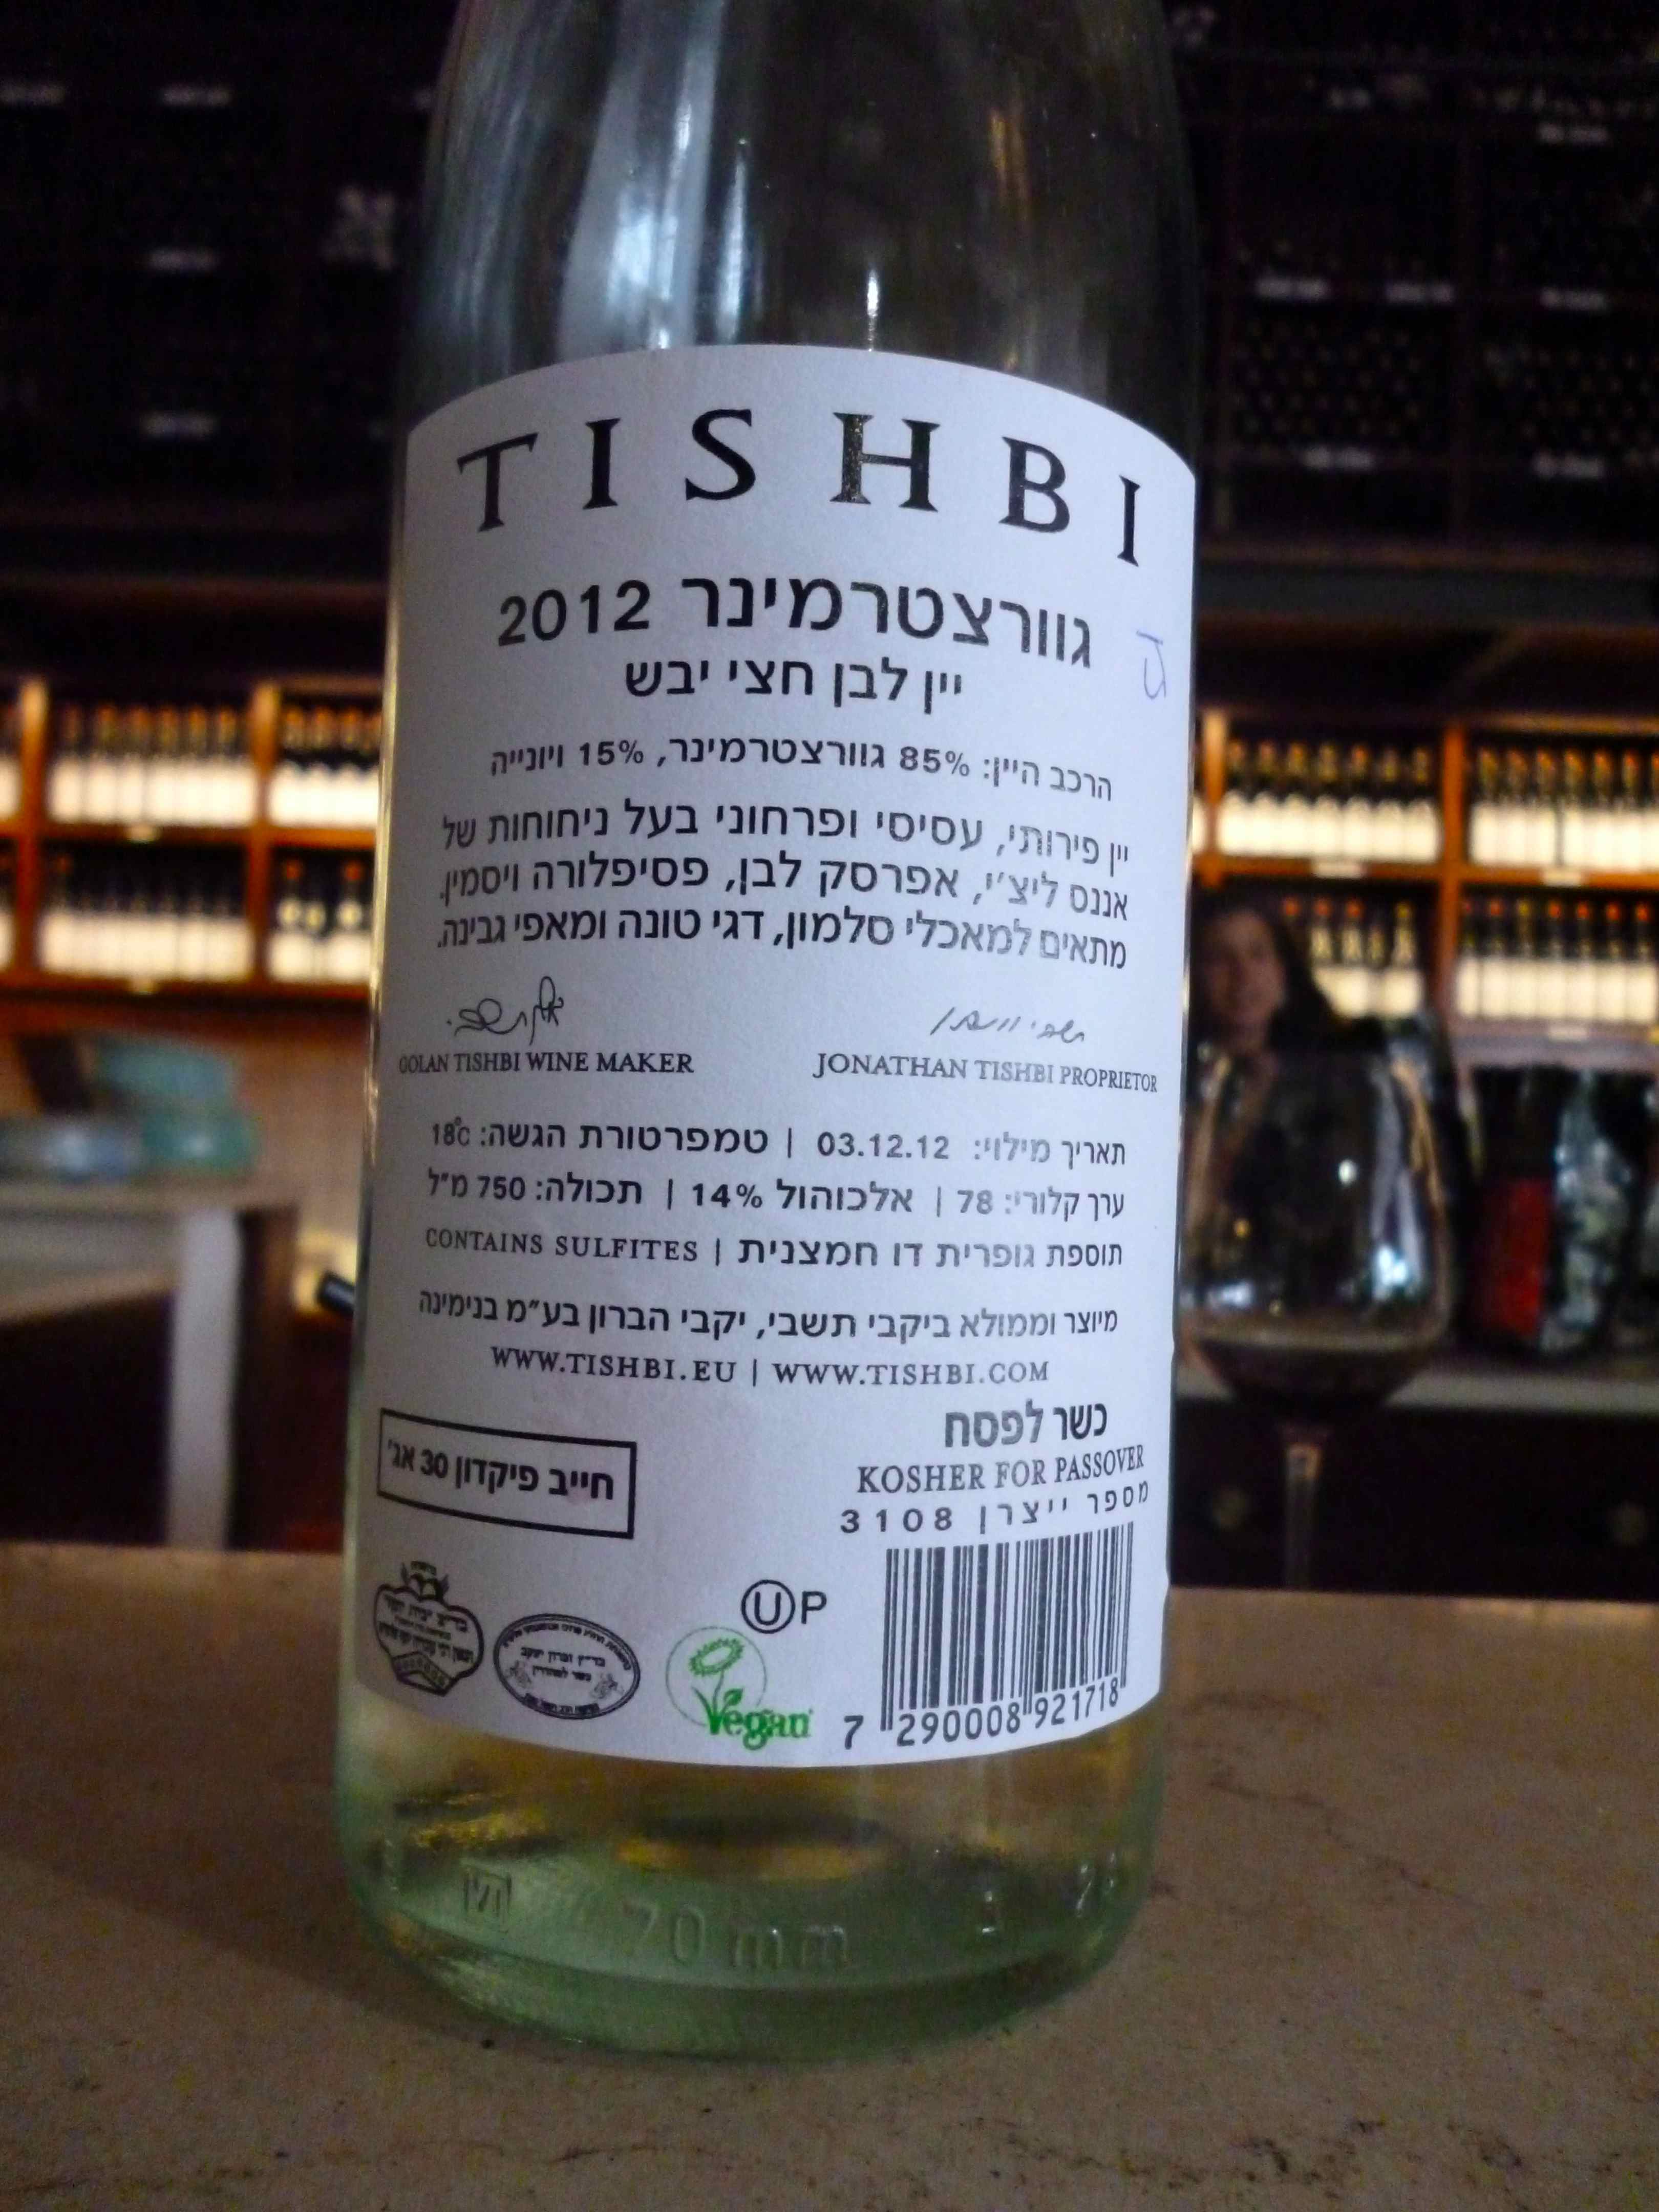 TISHBI
גוורצטרמינר 2012
יין לבן חצי יבש
הרכב היין: 85% גוורצטרמינר, 15% ויונייה
יין פירותי, עסיסי ופרחוני בעל ניחוחות של
אננס ליצ'י, אפרסק לבן, פסיפלורה ויסמין.
מתאים למאכלי סלמון, דגי טונה ומאפי גבינה.
GOLAN TISHBI WINE MAKER
JONATHAN TISHBI PROPRIETOR
תאריך מילוי: 03.12.12 | טמפרטורת הגשה: 18°c
ערך קלורי: 78 | אלכוהול 14% | תכולה: 750 מ"ל
תוספת גופרית דו חמצנית | CONTAINS SULFITES
מיוצר וממולא ביקבי תשבי, יקבי הברון בע"מ בנימינה
WWW.TISHBI.EU | WWW.TISHBI.COM
כשר לפסח
KOSHER FOR PASSOVER
מספר ייצרן 3108
חייב פיקדון 30 אג'
UP
Vegan
7 290008 921718
70 mm